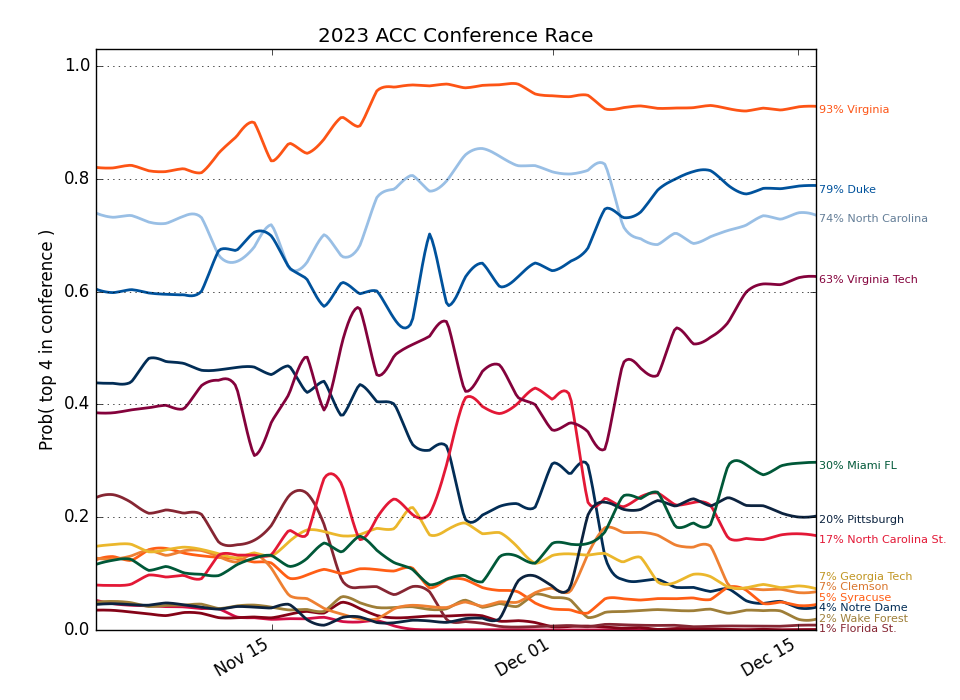 2023 ACC Conference Race
Prob( top 4 in conference )
1.0
0.8
0.6
0.4
0.2
0.0
Nov 15
Dec 01
Dec 15
93% Virginia
79% Duke
74% North Carolina
63% Virginia Tech
30% Miami FL
20% Pittsburgh
17% North Carolina St.
7% Georgia Tech
7% Clemson
5% Syracuse
4% Notre Dame
2% Wake Forest
1% Florida St.